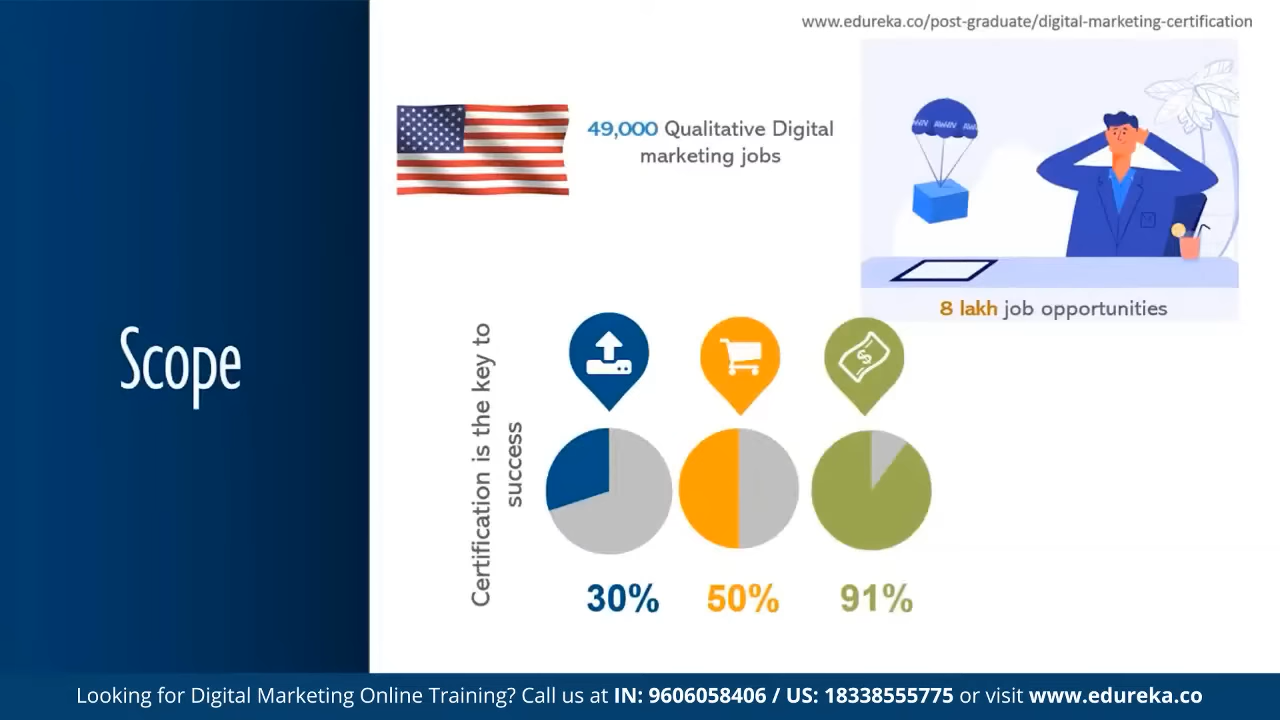 www.edureka.co/post-graduate/digital-marketing-certification
49,000 Qualitative Digital
marketing jobs
AWIN
8 lakh job opportunities
Scope
Certification is the key to
success
30%
50%
91%
Looking for Digital Marketing Online Training? Call us at IN: 9606058406 / US: 18338555775 or visit www.edureka.co